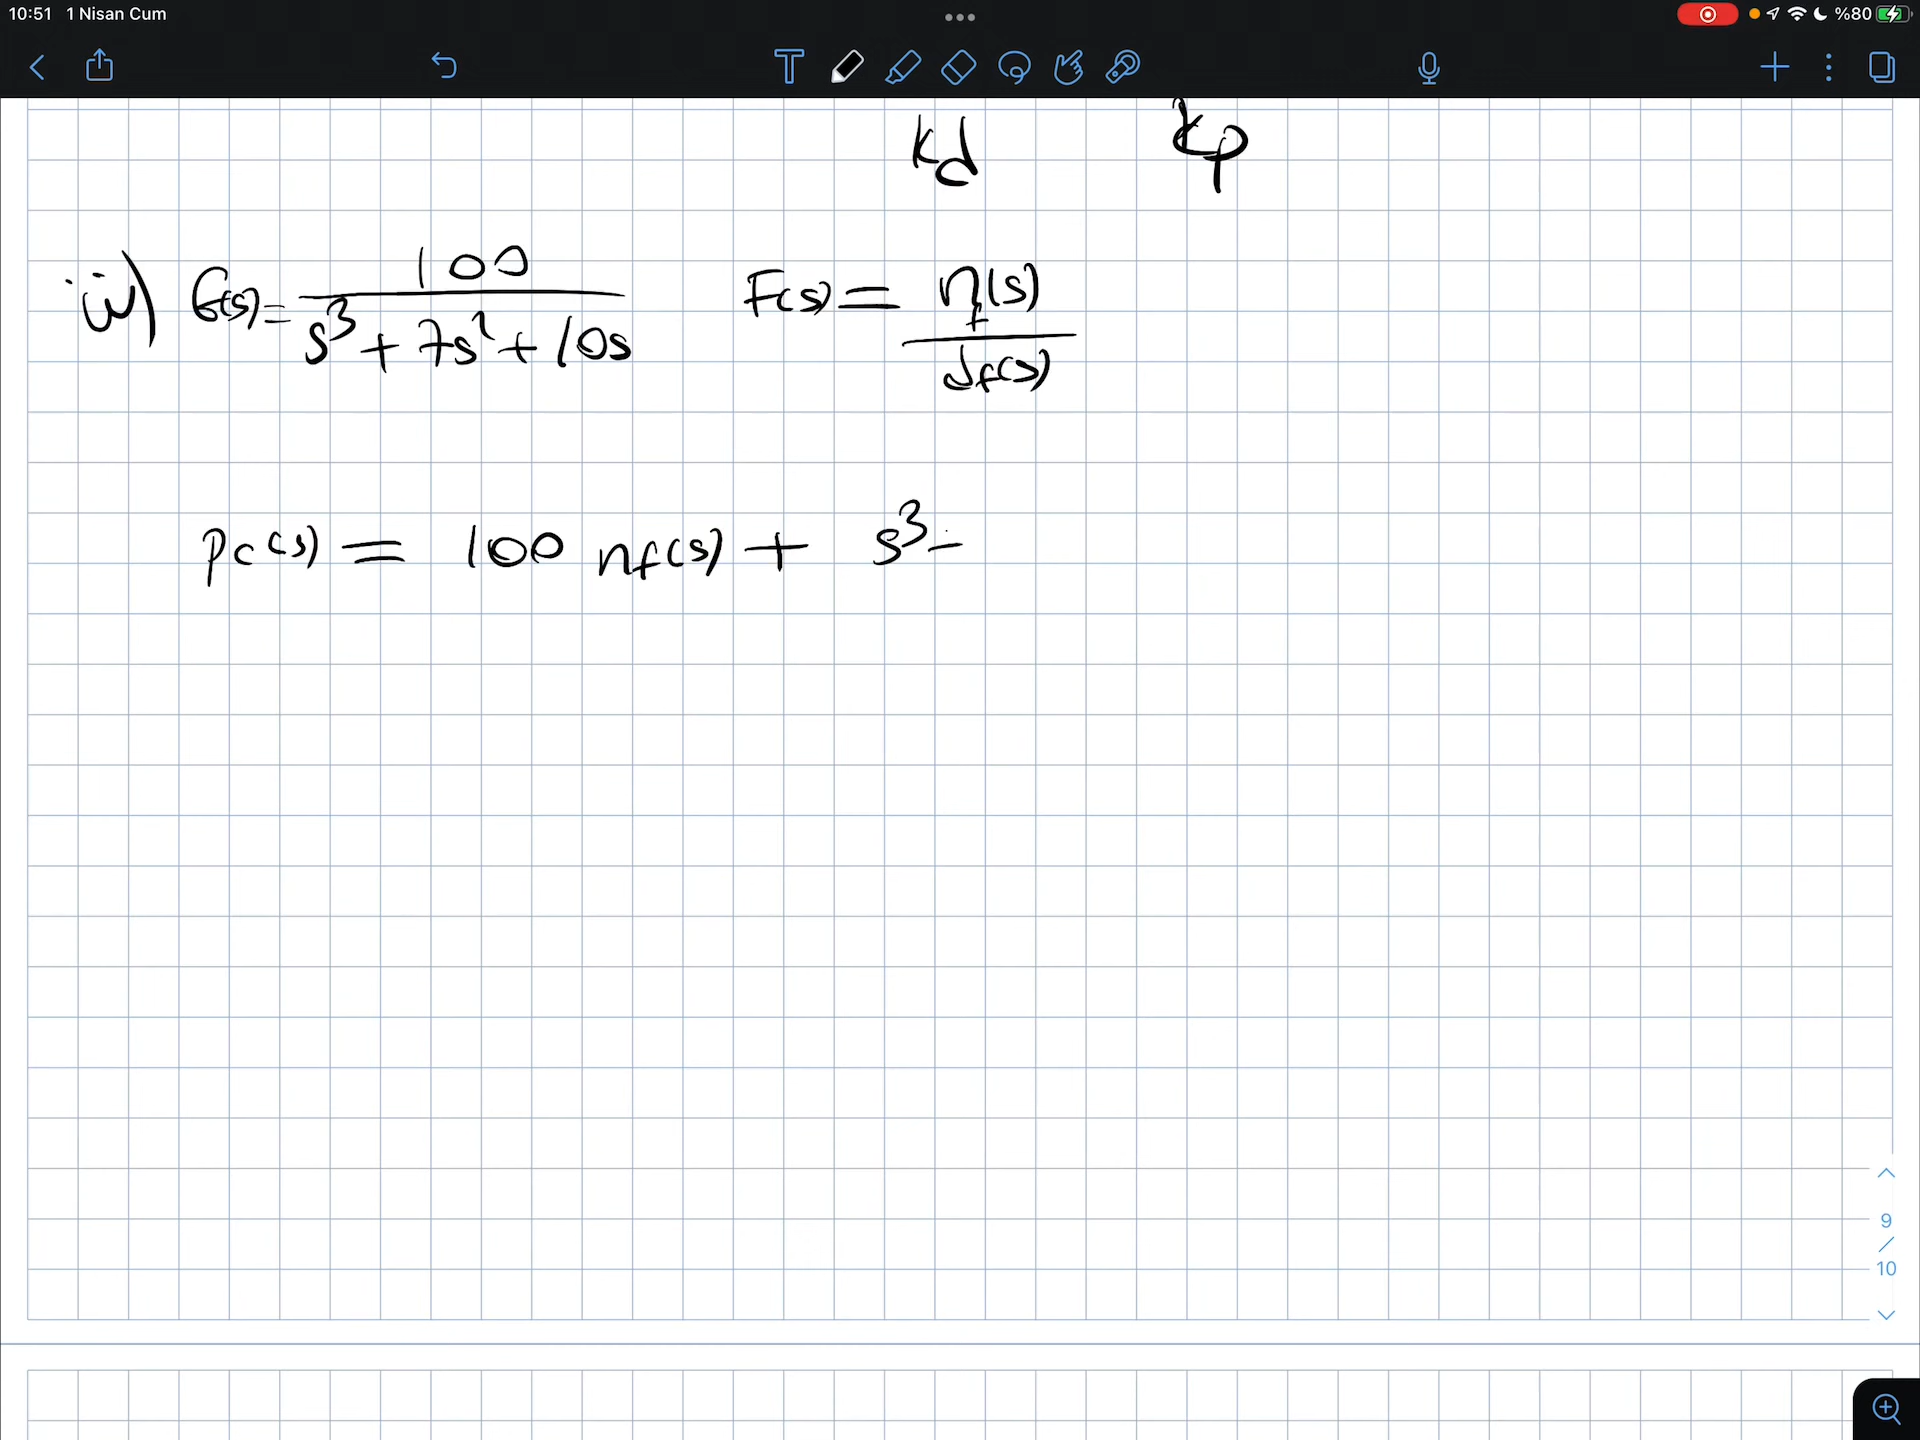 10:51 1 Nisan Cum %80
kd kp
ii) G(s) = 100 / s³ + 7s² + 10s F(s) = nf(s) / df(s)
pc(s) = 100 nf(s) + s³ -
9
/
10